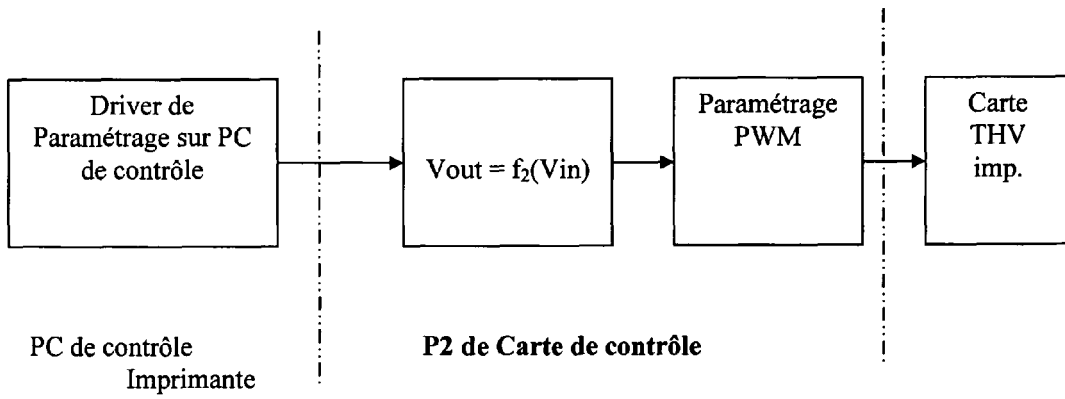 Driver de
Paramétrage sur PC
de contrôle
Vout = f₂(Vin)
Paramétrage
PWM
Carte
THV
imp.
PC de contrôle
Imprimante
P2 de Carte de contrôle